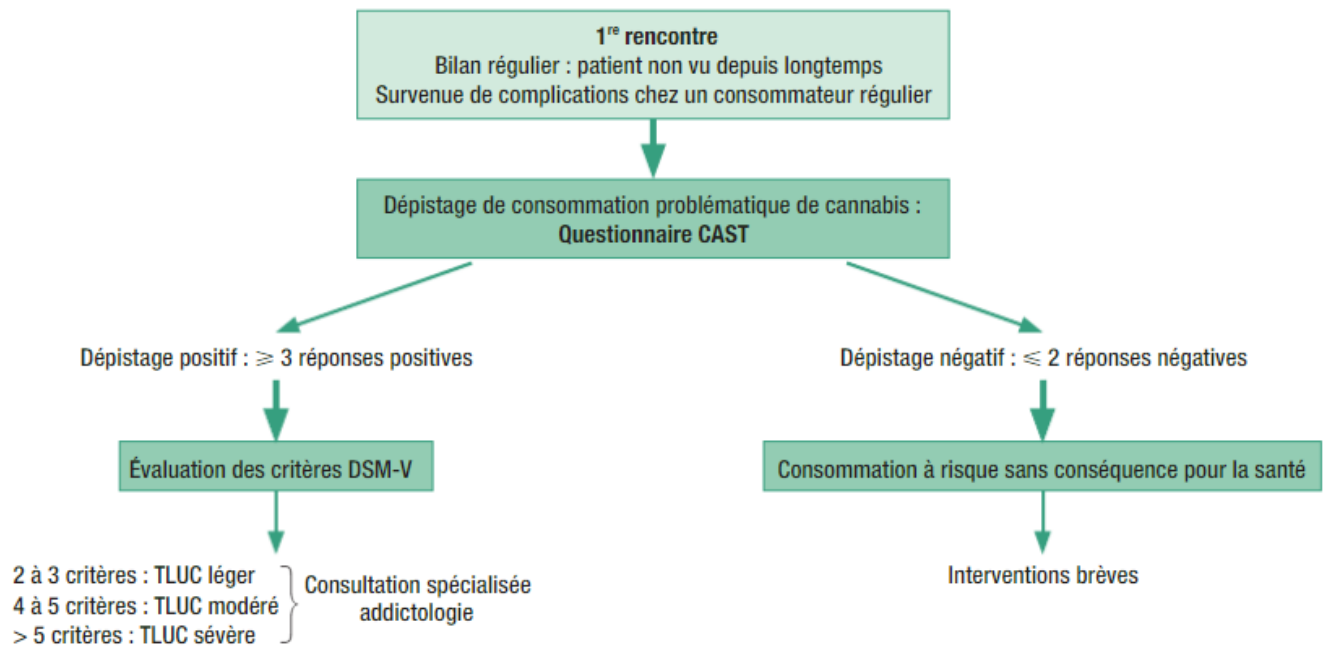 1re rencontre
Bilan régulier : patient non vu depuis longtemps
Survenue de complications chez un consommateur régulier
Dépistage de consommation problématique de cannabis :
Questionnaire CAST
Dépistage positif : ⩾ 3 réponses positives
Dépistage négatif : ⩽ 2 réponses négatives
Évaluation des critères DSM-V
Consommation à risque sans conséquence pour la santé
2 à 3 critères : TLUC léger
4 à 5 critères : TLUC modéré
> 5 critères : TLUC sévère
Consultation spécialisée
addictologie
Interventions brèves